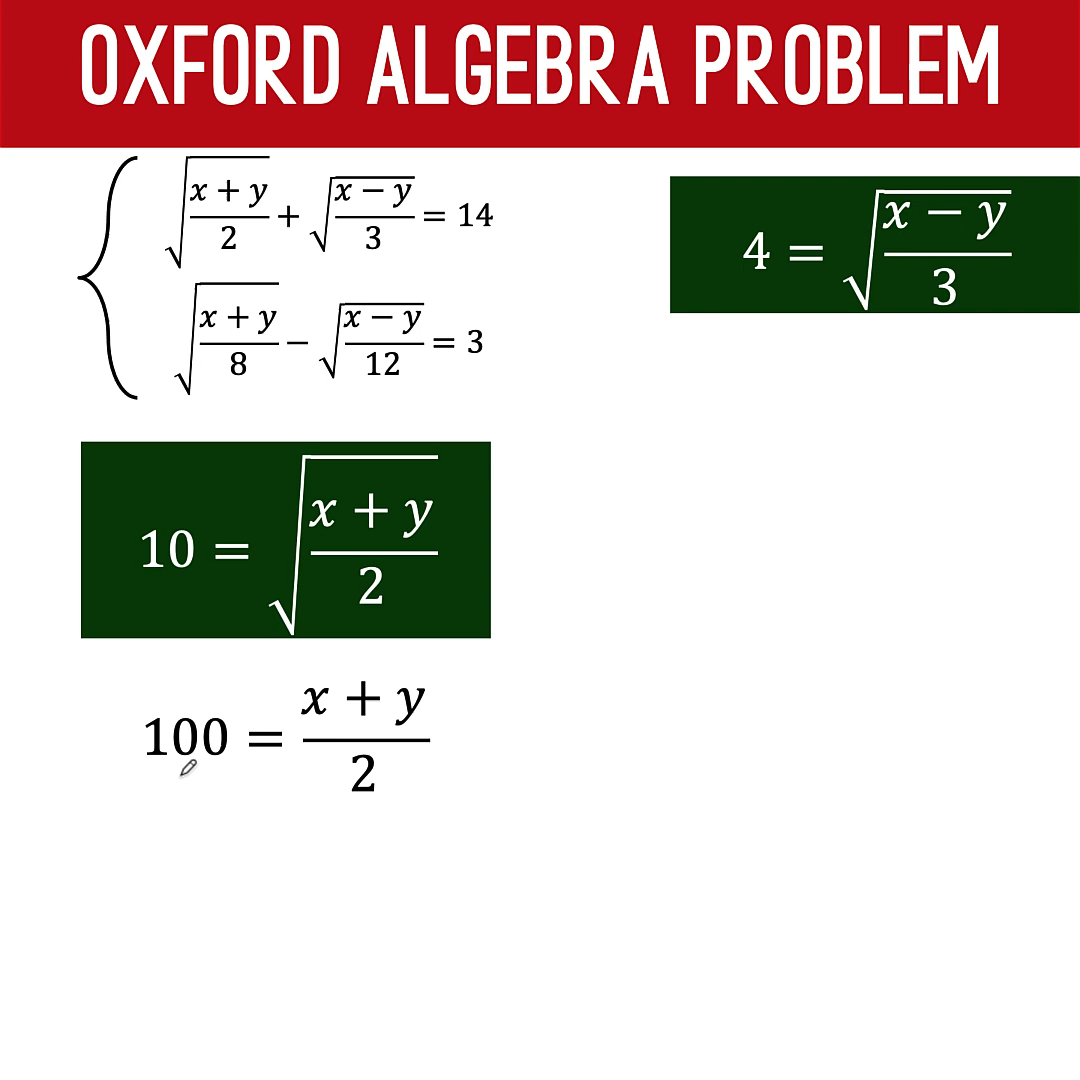 OXFORD ALGEBRA PROBLEM
√((x + y)/2) + √((x − y)/3) = 14
√((x + y)/8) − √((x − y)/12) = 3
4 = √((x − y)/3)
10 = √((x + y)/2)
100 = (x + y)/2